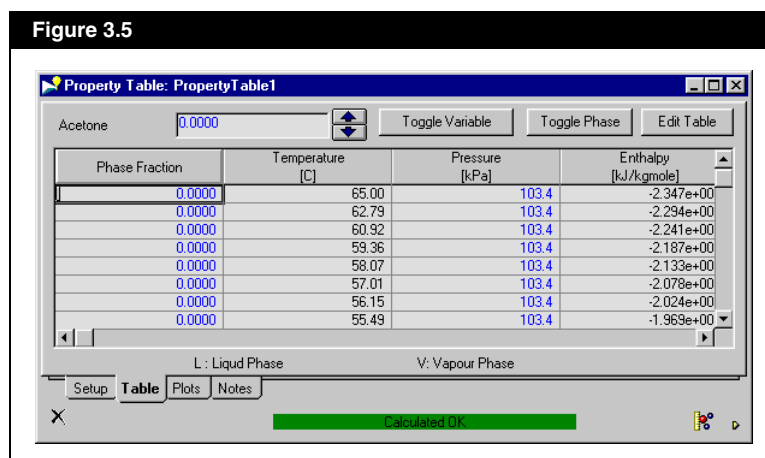 Figure 3.5
Property Table: PropertyTable1
Acetone 0.0000 Toggle Variable Toggle Phase Edit Table
Phase Fraction Temperature [C] Pressure [kPa] Enthalpy [kJ/kgmole]
0.0000 65.00 103.4 -2.347e+00
0.0000 62.79 103.4 -2.294e+00
0.0000 60.92 103.4 -2.241e+00
0.0000 59.36 103.4 -2.187e+00
0.0000 58.07 103.4 -2.133e+00
0.0000 57.01 103.4 -2.078e+00
0.0000 56.15 103.4 -2.024e+00
0.0000 55.49 103.4 -1.969e+00
L : Liqud Phase V: Vapour Phase
Setup Table Plots Notes
Calculated OK